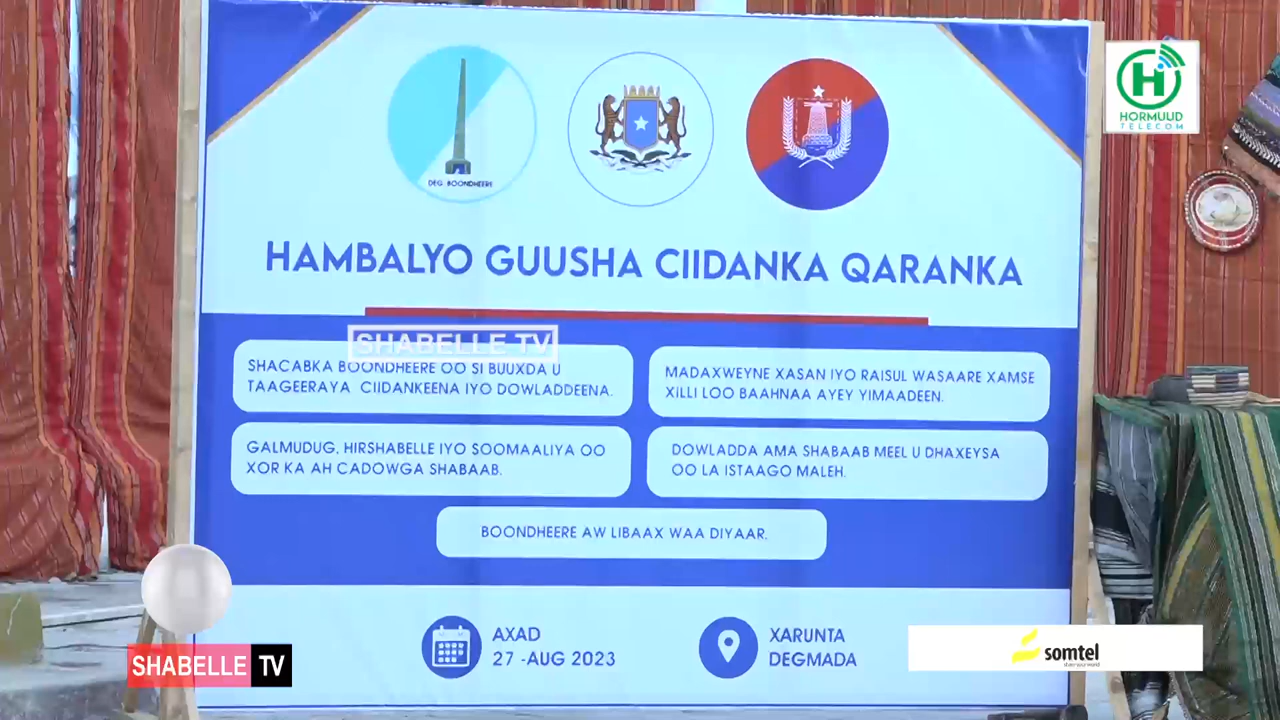 HORMUUD
TELECOM
DEG. BOONDHEERE
HAMBALYO GUUSHA CIIDANKA QARANKA
SHABELLE TV
SHACABKA BOONDHEERE OO SI BUUXDA U
TAAGEERAYA CIIDANKEENA IYO DOWLADDEENA.
MADAXWEYNE XASAN IYO RAISUL WASAARE XAMSE
XILLI LOO BAAHNAA AYEY YIMAADEEN.
GALMUDUG, HIRSHABELLE IYO SOOMAALIYA OO
XOR KA AH CADOWGA SHABAAB.
DOWLADDA AMA SHABAAB MEEL U DHAXEYSA
OO LA ISTAAGO MALEH.
BOONDHEERE AW LIBAAX WAA DIYAAR.
AXAD
27 -AUG 2023
XARUNTA
DEGMADA
somtel
SHABELLE TV